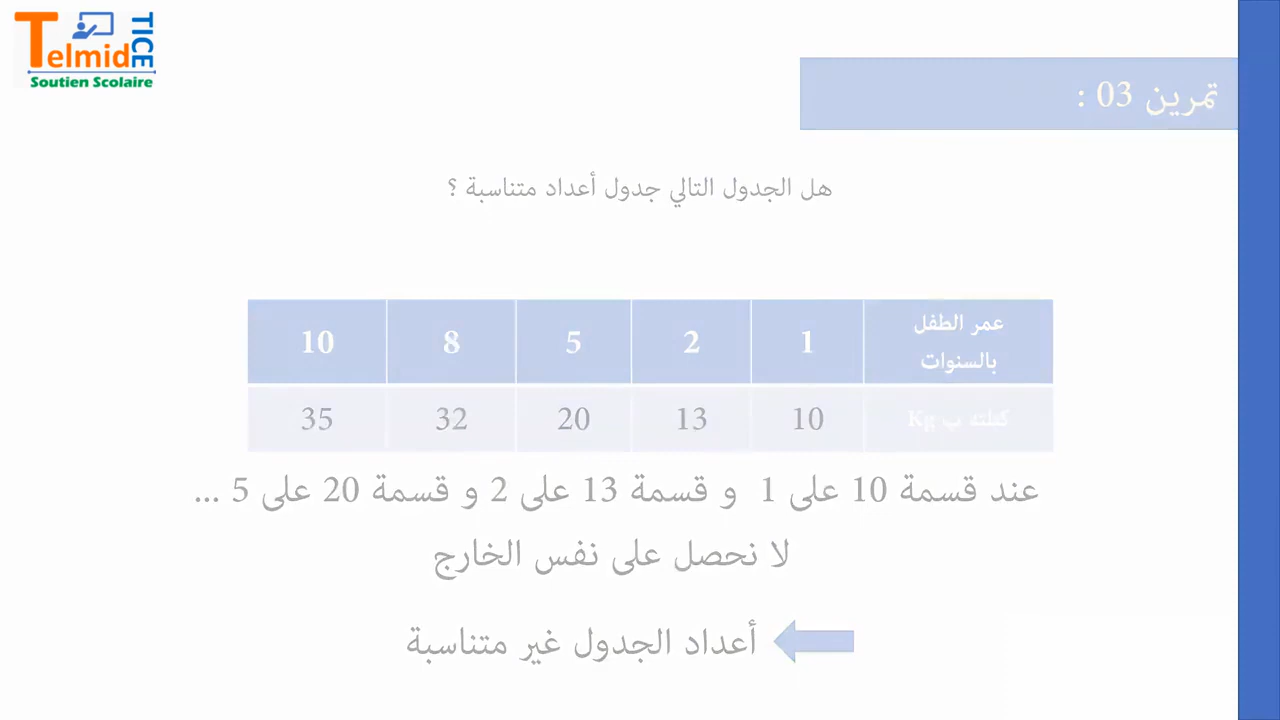 Telmid TICE
Soutien Scolaire
تمرين 03 :
هل الجدول التالي جدول أعداد متناسبة ؟
عمر الطفل بالسنوات 1 2 5 8 10
كتلته ب Kg 10 13 20 32 35
عند قسمة 10 على 1 و قسمة 13 على 2 و قسمة 20 على 5 ...
لا نحصل على نفس الخارج
أعداد الجدول غير متناسبة